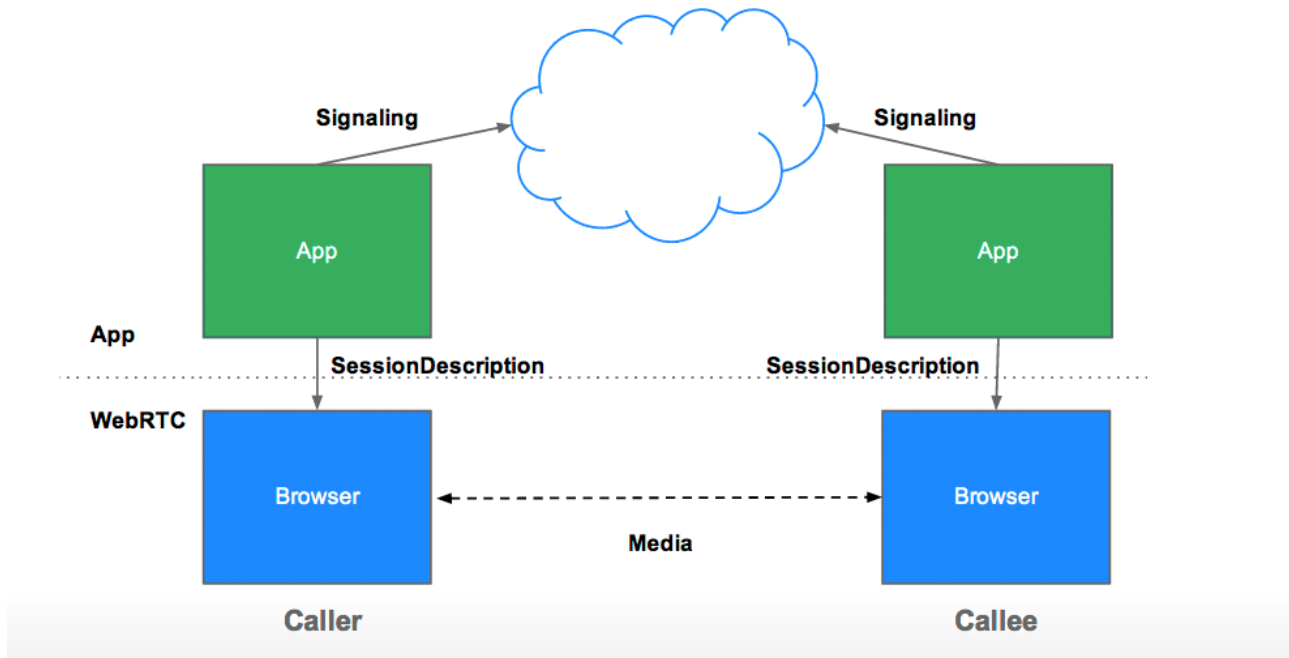 Signaling
Signaling
App
App
App
SessionDescription
SessionDescription
WebRTC
Browser
Browser
Media
Caller
Callee